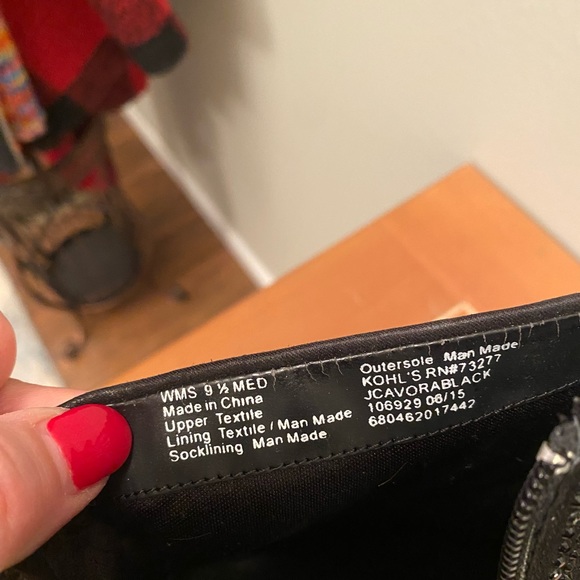 WMS 9 ½ MED
Made in China
Upper Textile
Lining Textile / Man Made
Socklining Man Made
Outersole Man Made
KOHL'S RN#73277
JCAVORABLACK
106929 06/15
680462017442